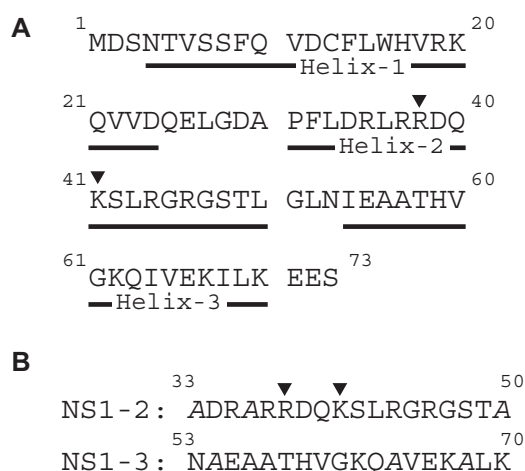 A
1 20
MDSNTVSSFQ VDCFLWHVRK
Helix-1
21 40
QVVDQELGDA PFLDRLRRDQ
Helix-2
41 60
KSLRGRGSTL GLNIEAATHV
61 73
GKQIVEKILK EES
Helix-3
B
33 50
NS1-2: ADRARRDQKSLRGRGSTA
53 70
NS1-3: NAEAATHVGKOAVEKALK